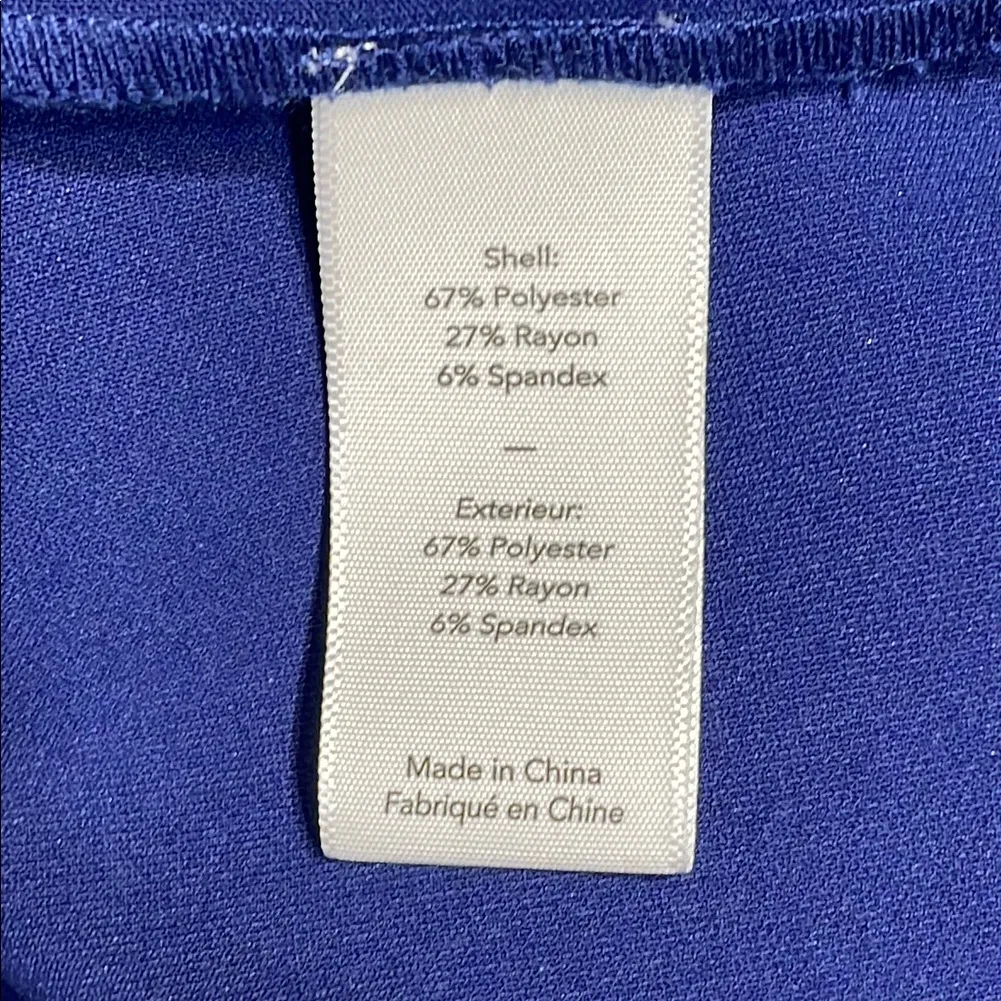 Shell:
67% Polyester
27% Rayon
6% Spandex
—
Exterieur:
67% Polyester
27% Rayon
6% Spandex
Made in China
Fabriqué en Chine